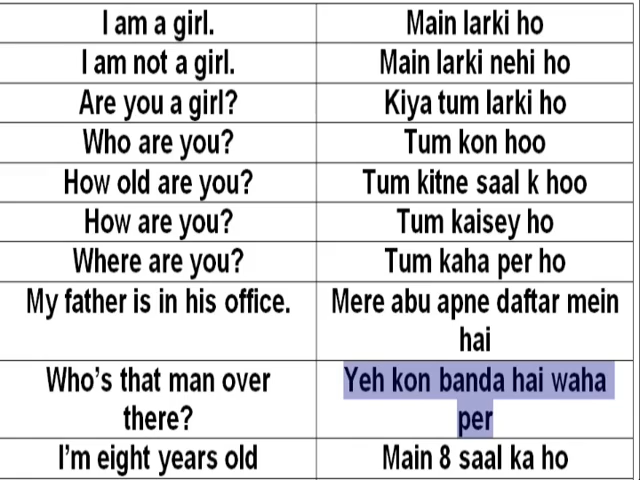 I am a girl. Main larki ho
I am not a girl. Main larki nehi ho
Are you a girl? Kiya tum larki ho
Who are you? Tum kon hoo
How old are you? Tum kitne saal k hoo
How are you? Tum kaisey ho
Where are you? Tum kaha per ho
My father is in his office. Mere abu apne daftar mein
hai
Who's that man over Yeh kon banda hai waha
there? per
I'm eight years old Main 8 saal ka ho